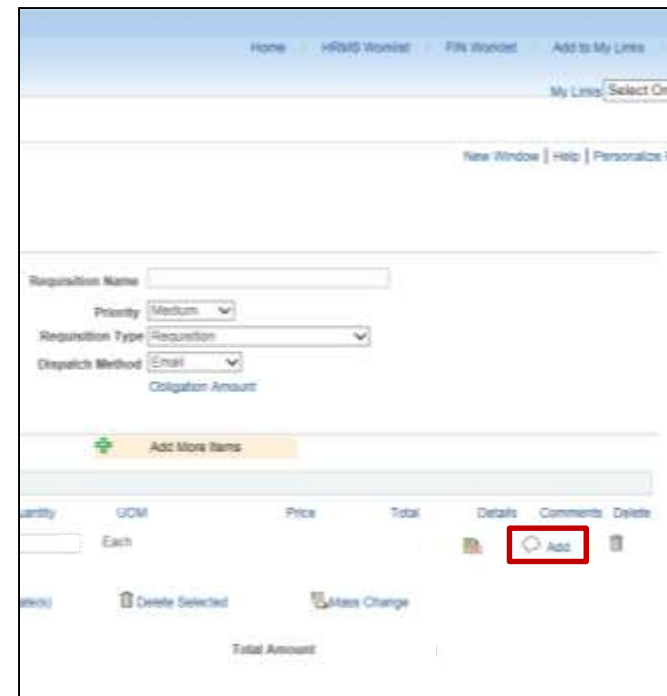 Home HRMS Worklist FIN Worklist Add to My Links
My Links Select On
New Window | Help | Personalize
Requisition Name
Priority Medium
Requisition Type Requisition
Dispatch Method Email
Obligation Amount
Add More Items
uantity UOM Price Total Details Comments Delete
Each Add
Delete Selected Mass Change
Total Amount